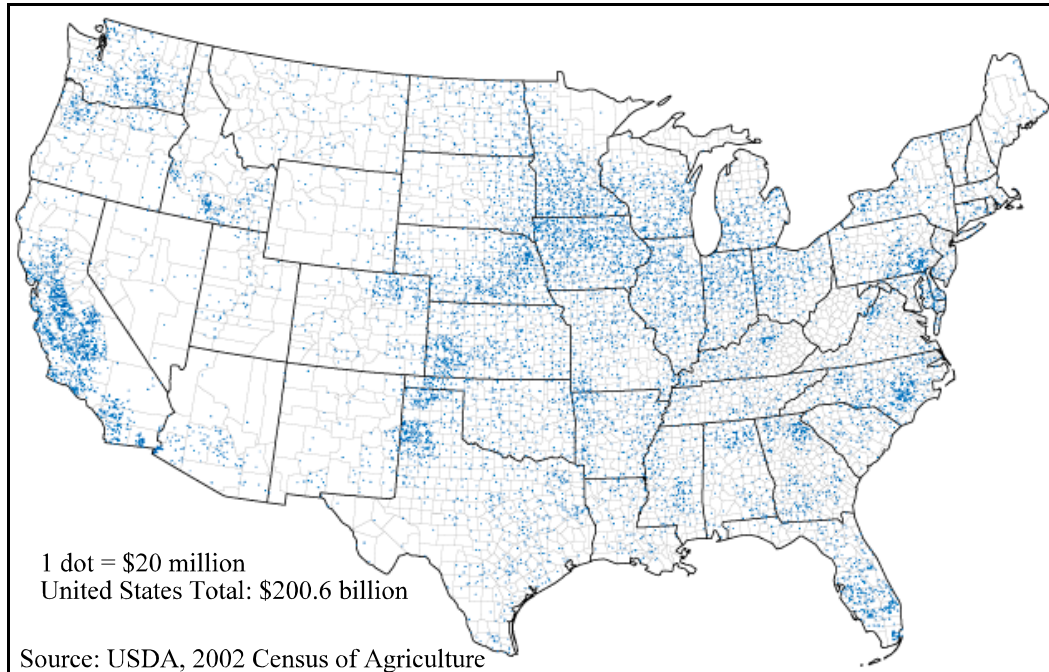 1 dot = $20 million
United States Total: $200.6 billion
Source: USDA, 2002 Census of Agriculture